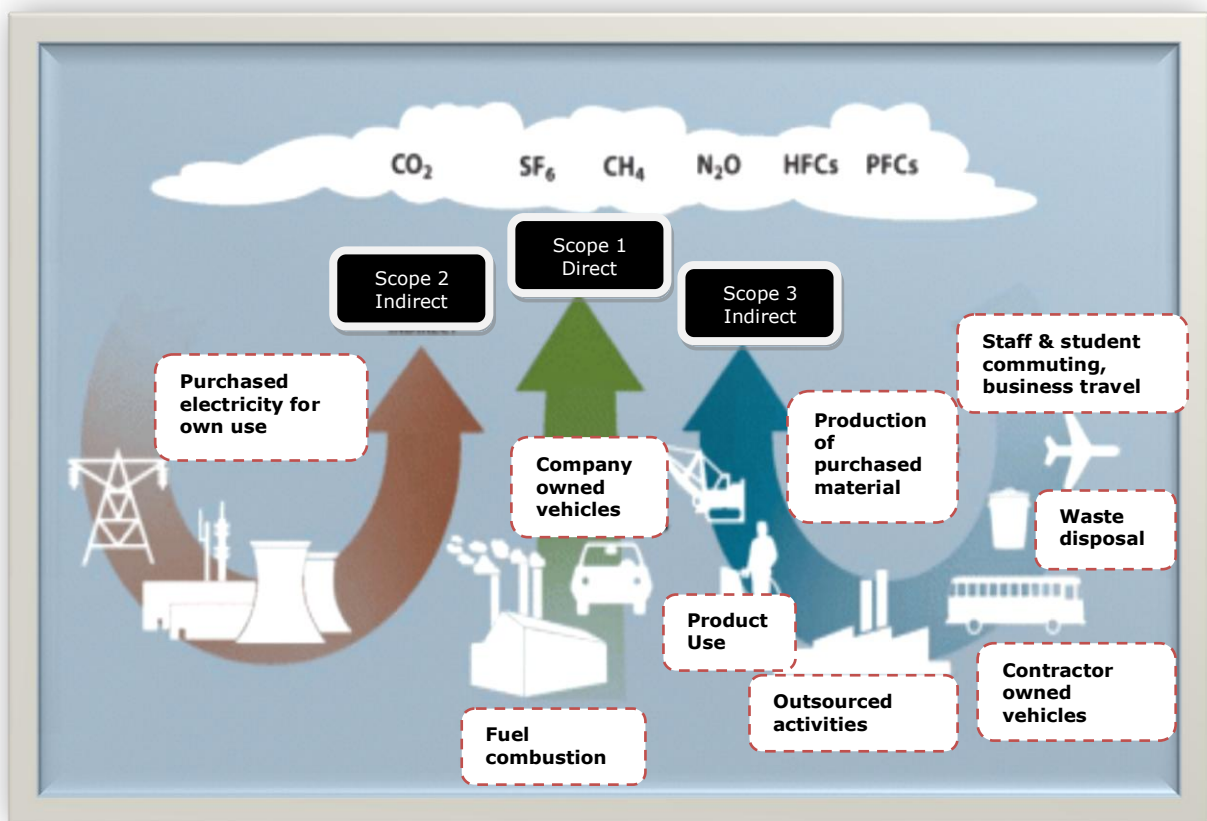 CO₂ SF₆ CH₄ N₂O HFCs PFCs
Scope 1
Direct
Scope 2
Indirect
Scope 3
Indirect
INDIRECT
Purchased
electricity for
own use
Company
owned
vehicles
Fuel
combustion
Production
of
purchased
material
Staff & student
commuting,
business travel
Waste
disposal
Product
Use
Outsourced
activities
Contractor
owned
vehicles